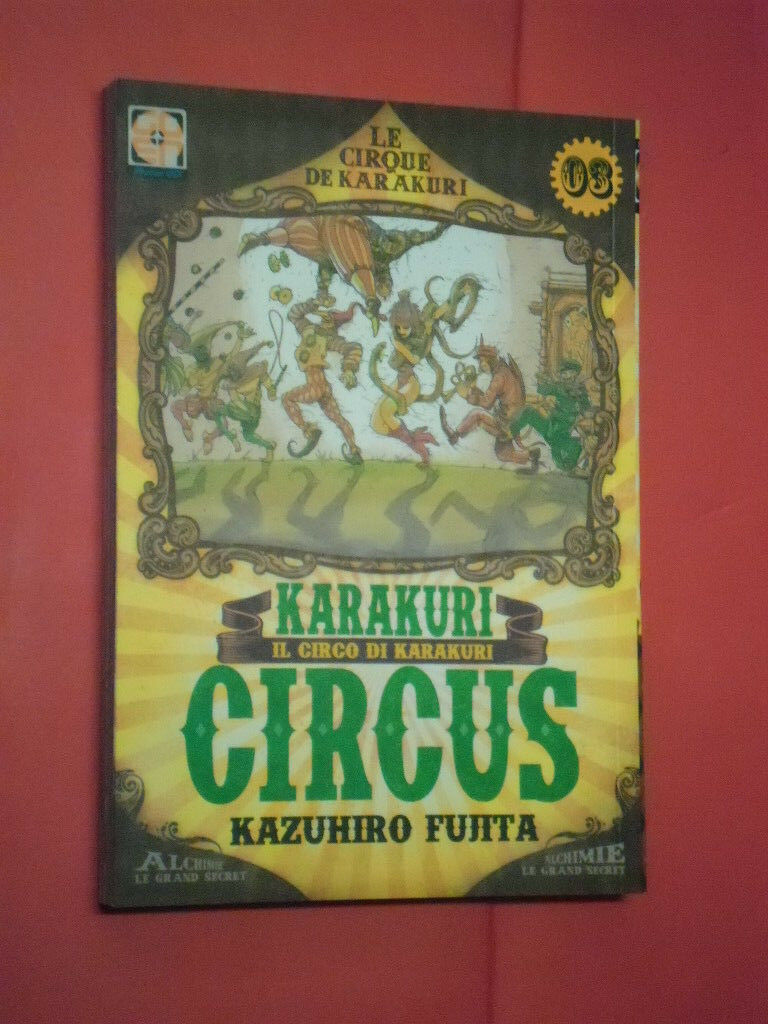 LE
CIRQUE
DE KARAKURI
03
KARAKURI
IL CIRCO DI KARAKURI
CIRCUS
KAZUHIRO FUJITA
ALCHIMIE
LE GRAND SECRET
ALCHIMIE
LE GRAND SECRET